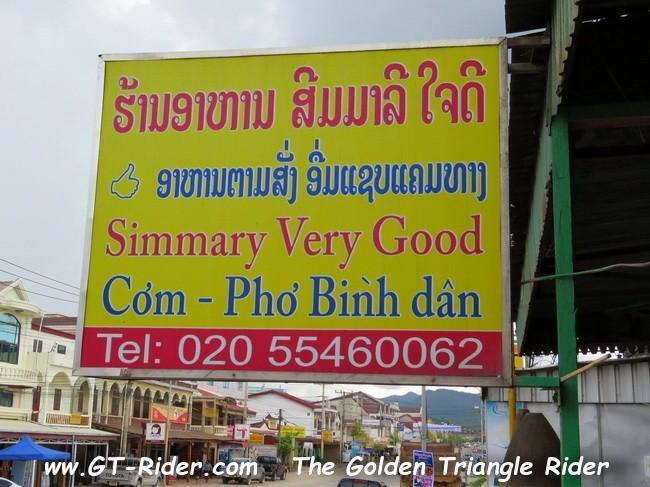 ຮ້ານອາຫານ ສີມມາລີ ໃຈດີ
ອາຫານຕາມສັ່ງ ອີ່ມແຊບແຄມທາງ
Simmary Very Good
Cơm - Phơ Bình dân
Tel: 020 55460062
www.GT-Rider.com The Golden Triangle Rider